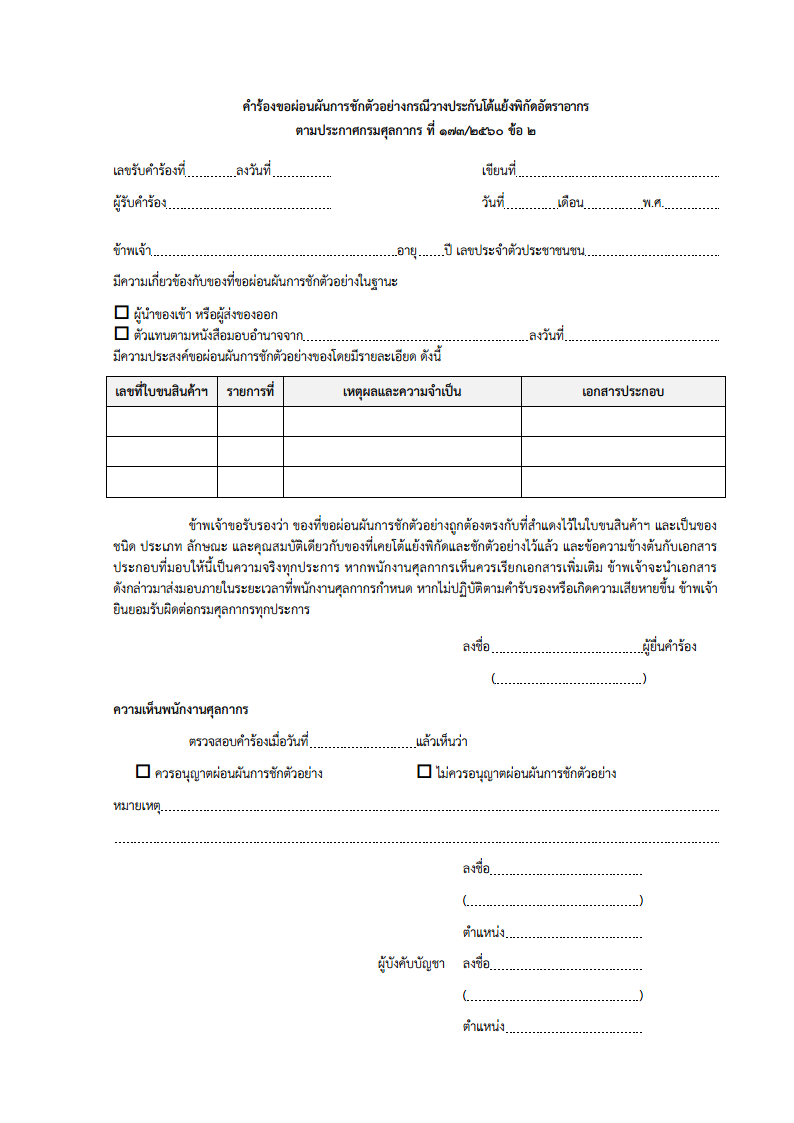 คำร้องขอผ่อนผันการชักตัวอย่างกรณีวางประกันโต้แย้งพิกัดอัตราอากร
ตามประกาศกรมศุลกากร ที่ ๑๗๓/๒๕๖๐ ข้อ ๒
เลขรับคำร้องที่..............ลงวันที่................ เขียนที่........................................................
ผู้รับคำร้อง............................................. วันที่...............เดือน................พ.ศ................
ข้าพเจ้า....................................................................อายุ.......ปี เลขประจำตัวประชาชนชน.....................................
มีความเกี่ยวข้องกับของที่ขอผ่อนผันการชักตัวอย่างในฐานะ
☐ ผู้นำของเข้า หรือผู้ส่งของออก
☐ ตัวแทนตามหนังสือมอบอำนาจจาก..............................................................ลงวันที่..........................................
มีความประสงค์ขอผ่อนผันการชักตัวอย่างของโดยมีรายละเอียด ดังนี้
เลขที่ใบขนสินค้าฯ รายการที่ เหตุผลและความจำเป็น เอกสารประกอบ
ข้าพเจ้าขอรับรองว่า ของที่ขอผ่อนผันการชักตัวอย่างถูกต้องตรงกับที่สำแดงไว้ในใบขนสินค้าฯ และเป็นของ
ชนิด ประเภท ลักษณะ และคุณสมบัติเดียวกับของที่เคยโต้แย้งพิกัดและชักตัวอย่างไว้แล้ว และข้อความข้างต้นกับเอกสาร
ประกอบที่มอบให้นี้เป็นความจริงทุกประการ หากพนักงานศุลกากรเห็นควรเรียกเอกสารเพิ่มเติม ข้าพเจ้าจะนำเอกสาร
ดังกล่าวมาส่งมอบภายในระยะเวลาที่พนักงานศุลกากรกำหนด หากไม่ปฏิบัติตามคำรับรองหรือเกิดความเสียหายขึ้น ข้าพเจ้า
ยินยอมรับผิดต่อกรมศุลกากรทุกประการ
ลงชื่อ..........................................ผู้ยื่นคำร้อง
(.........................................)
ความเห็นพนักงานศุลกากร
ตรวจสอบคำร้องเมื่อวันที่.............................แล้วเห็นว่า
☐ ควรอนุญาตผ่อนผันการชักตัวอย่าง ☐ ไม่ควรอนุญาตผ่อนผันการชักตัวอย่าง
หมายเหตุ..........................................................................................................................................................
......................................................................................................................................................................
ลงชื่อ..........................................
(................................................)
ตำแหน่ง......................................
ผู้บังคับบัญชา ลงชื่อ..........................................
(................................................)
ตำแหน่ง......................................